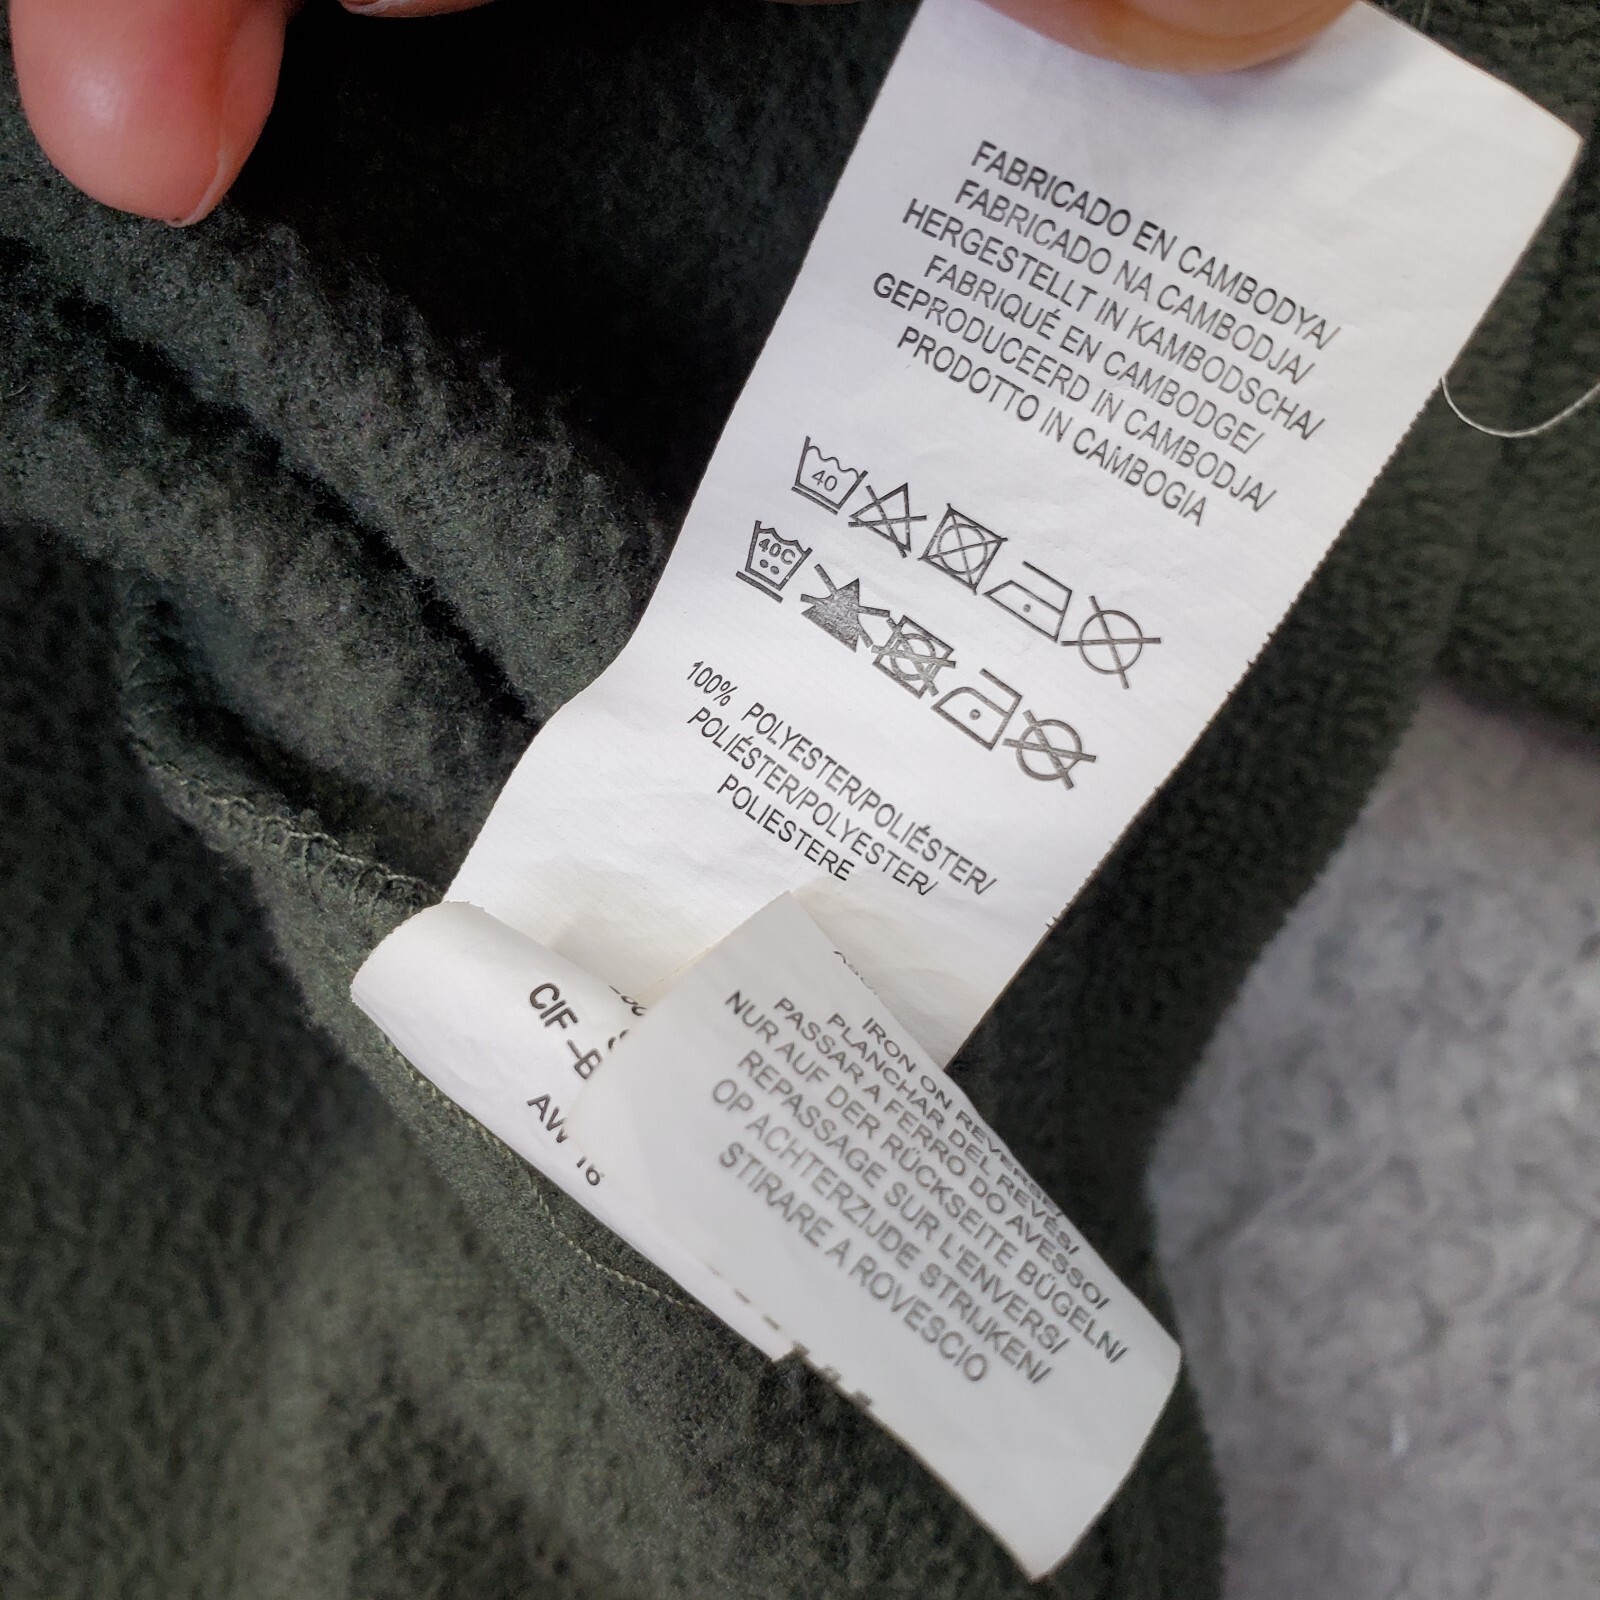 FABRICADO EN CAMBODYA/
FABRICADO NA CAMBODJA/
HERGESTELLT IN KAMBODSCHA/
FABRIQUÉ EN CAMBODGE/
GEPRODUCEERD IN CAMBODJA/
PRODOTTO IN CAMBOGIA
40
40C
100% POLYESTER/POLIÉSTER/
POLIÉSTER/POLYESTER/
POLIESTERE
CIF-B
IRON ON REVERSE/
PLANCHAR DEL REVÉS/
PASSAR A FERRO DO AVESSO/
NUR AUF DER RÜCKSEITE BÜGELN/
REPASSAGE SUR L'ENVERS/
OP ACHTERZIJDE STRIJKEN/
STIRARE A ROVESCIO